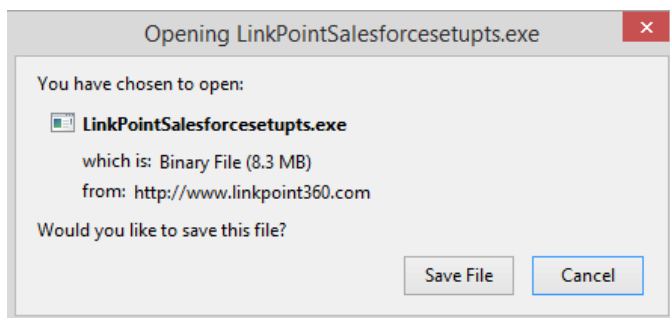 Opening LinkPointSalesforcesetupts.exe
You have chosen to open:
LinkPointSalesforcesetupts.exe
which is: Binary File (8.3 MB)
from: http://www.linkpoint360.com
Would you like to save this file?
Save File Cancel